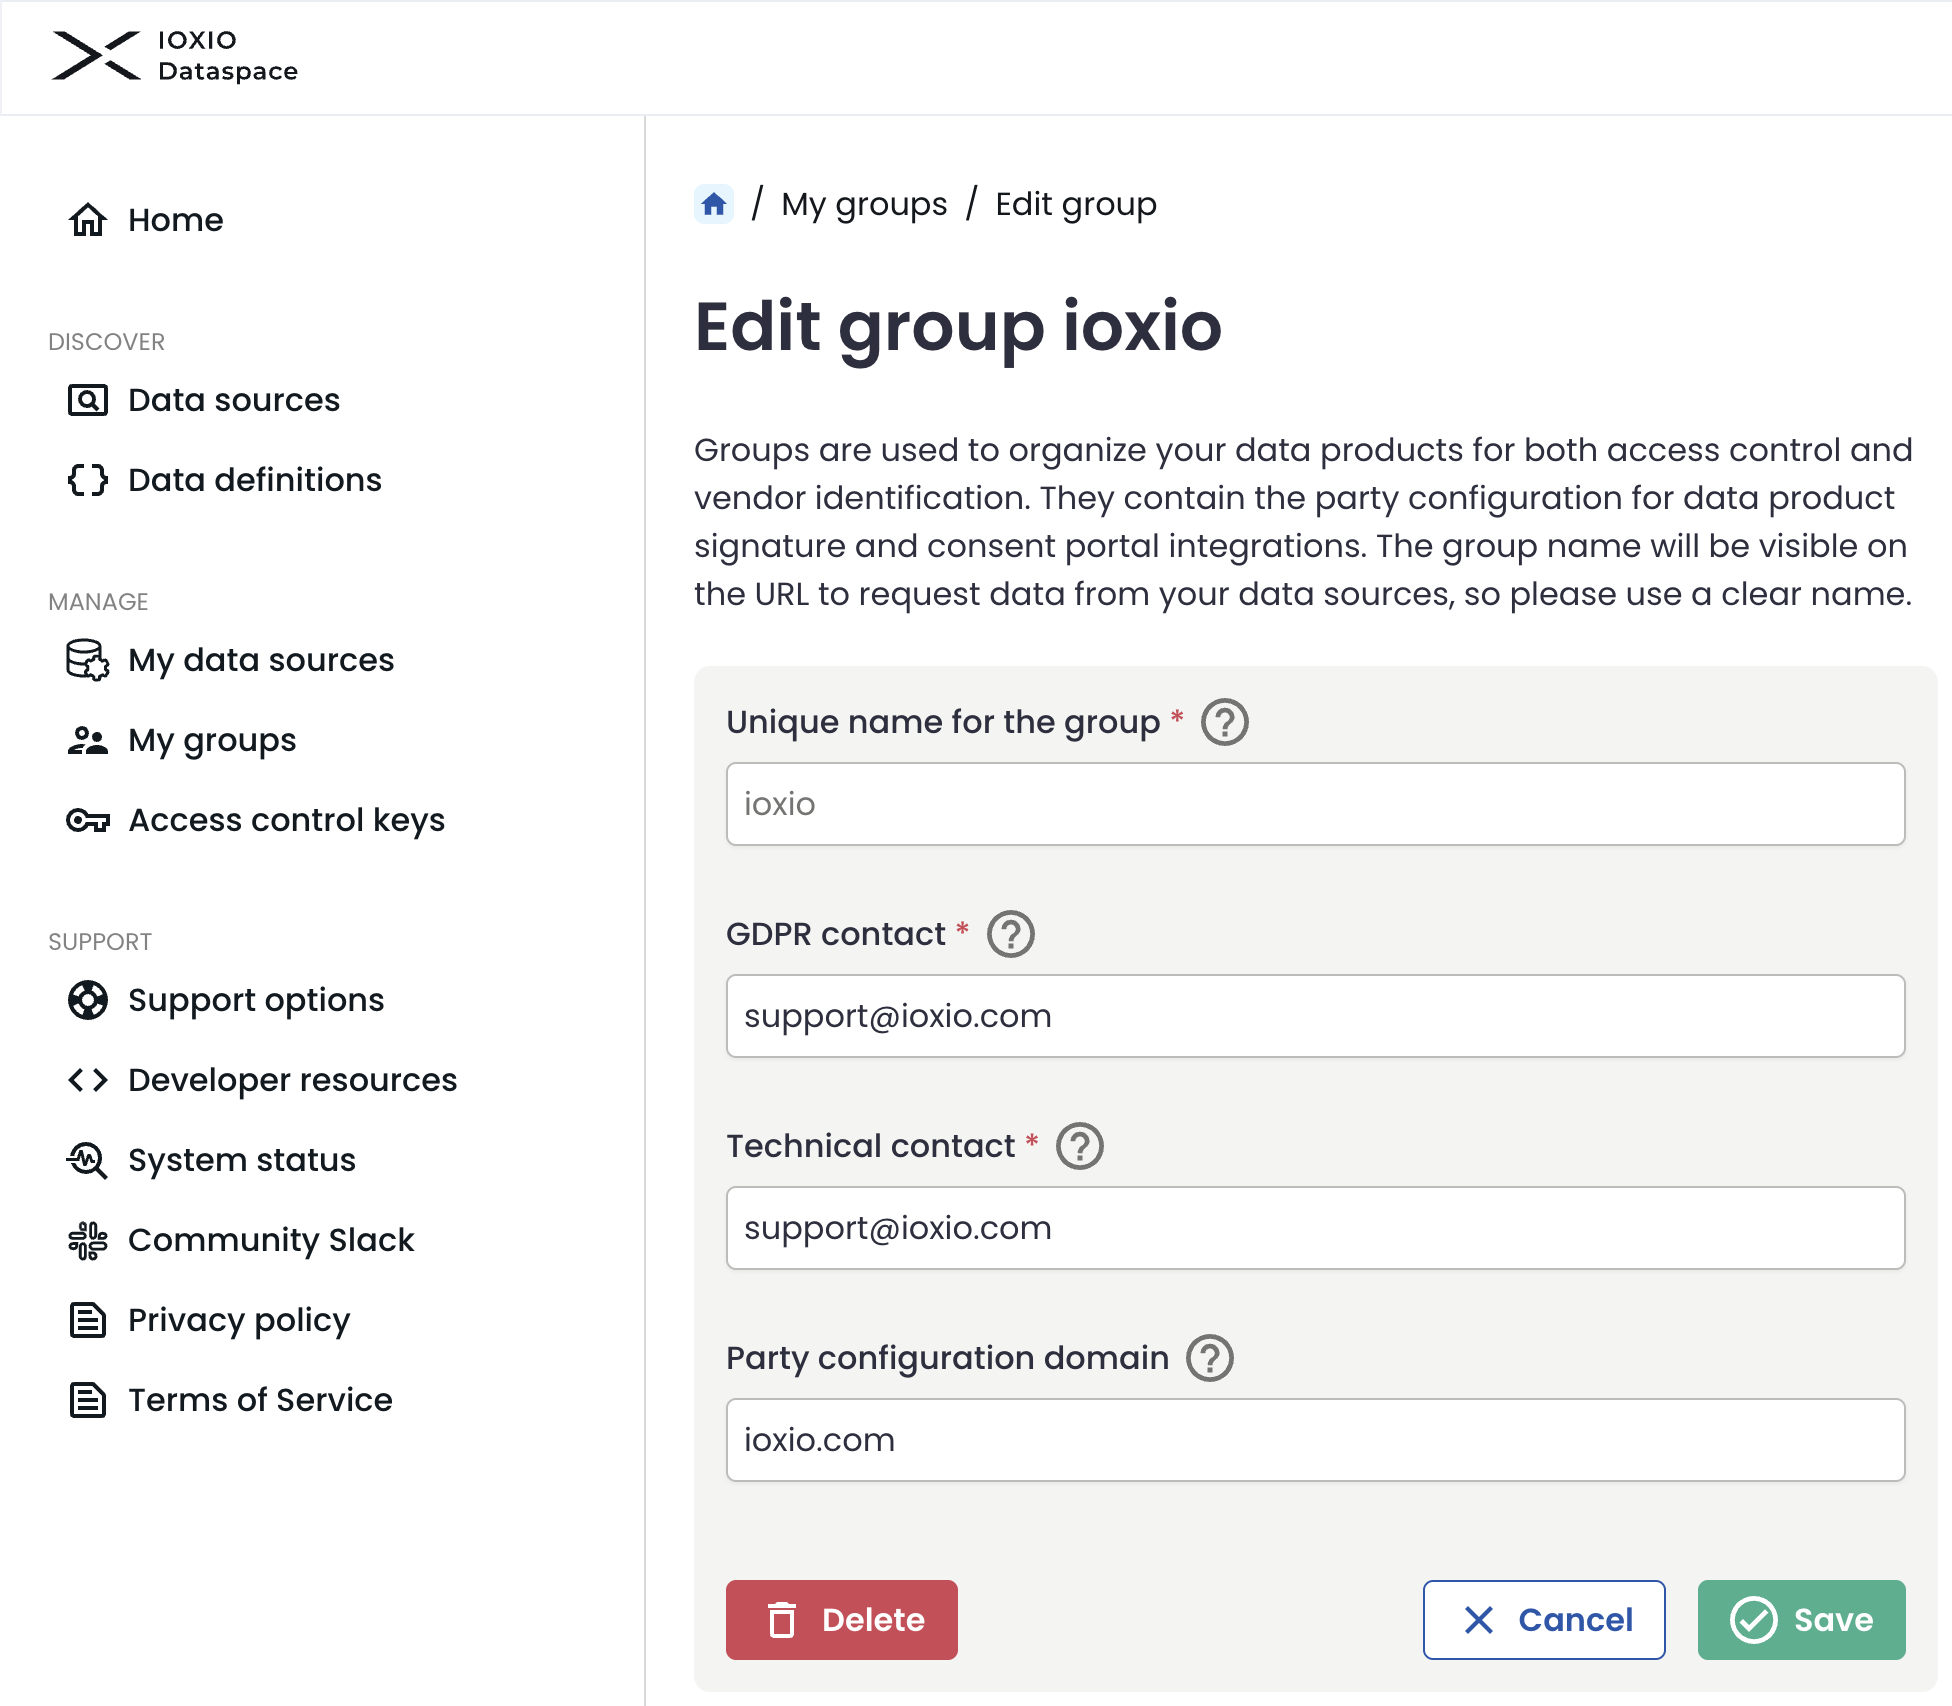 IOXIO
Dataspace
Home
DISCOVER
Data sources
Data definitions
MANAGE
My data sources
My groups
Access control keys
SUPPORT
Support options
Developer resources
System status
Community Slack
Privacy policy
Terms of Service
/ My groups / Edit group
Edit group ioxio
Groups are used to organize your data products for both access control and
vendor identification. They contain the party configuration for data product
signature and consent portal integrations. The group name will be visible on
the URL to request data from your data sources, so please use a clear name.
Unique name for the group * ?
ioxio
GDPR contact * ?
support@ioxio.com
Technical contact * ?
support@ioxio.com
Party configuration domain ?
ioxio.com
Delete
Cancel
Save